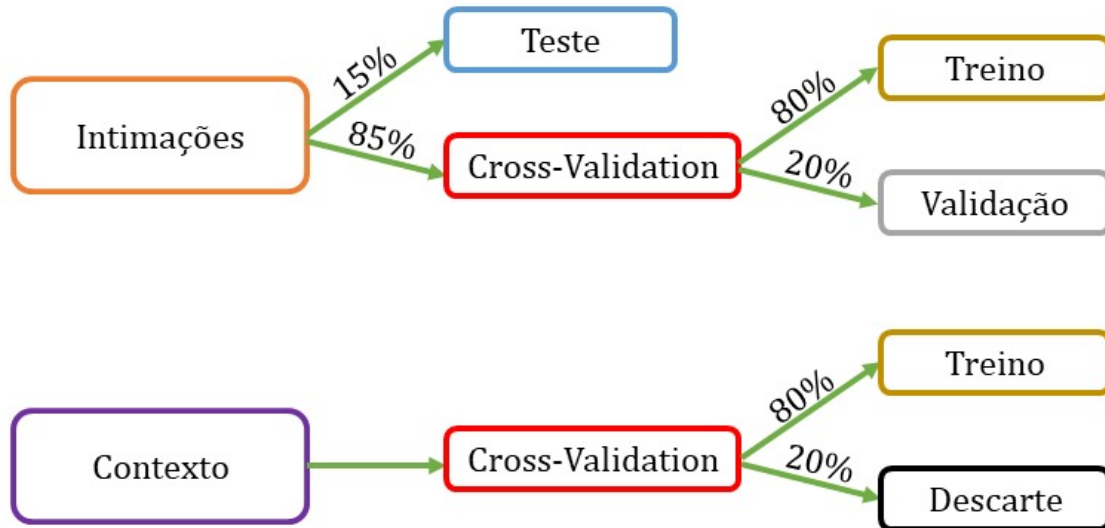 Teste
15%
Treino
80%
Intimações
85%
Cross-Validation
20%
Validação
Treino
80%
Contexto
Cross-Validation
20%
Descarte